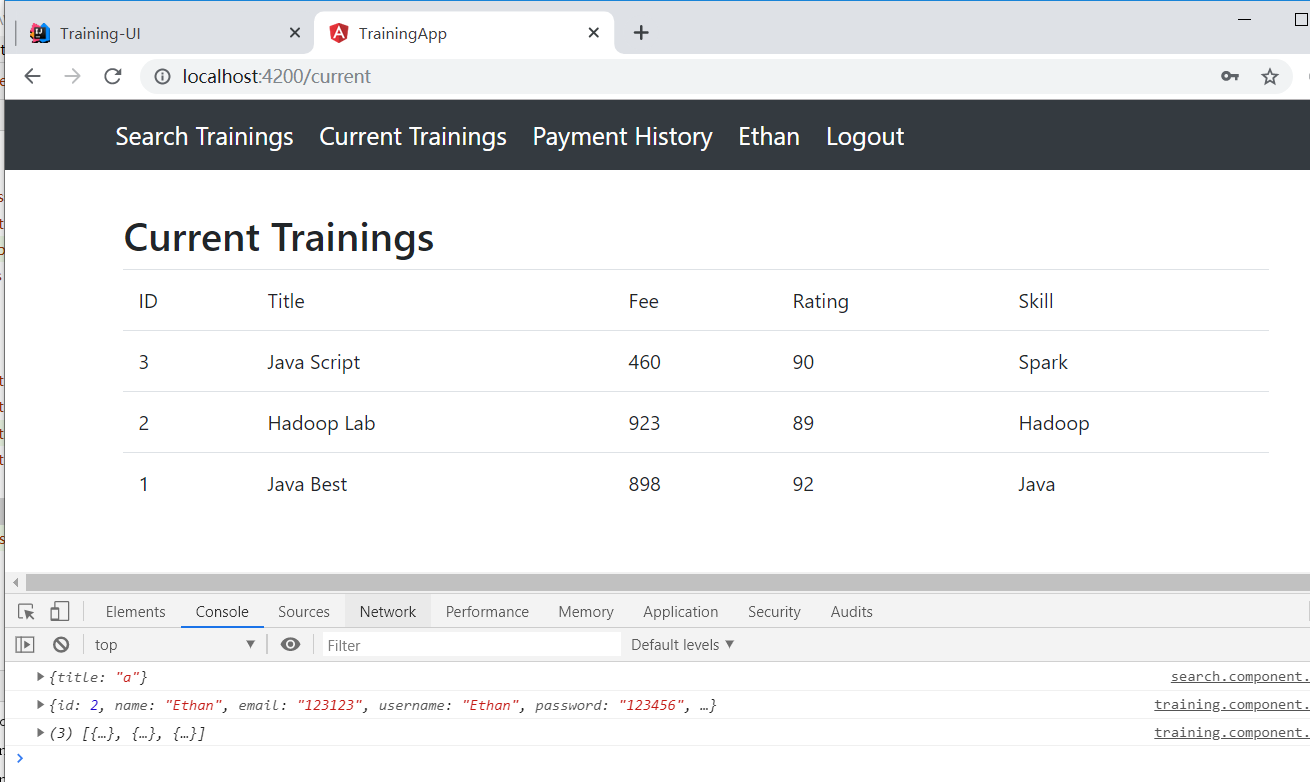 Training-UI TrainingApp
localhost:4200/current
Search Trainings Current Trainings Payment History Ethan Logout
Current Trainings
ID Title Fee Rating Skill
3 Java Script 460 90 Spark
2 Hadoop Lab 923 89 Hadoop
1 Java Best 898 92 Java
Elements Console Sources Network Performance Memory Application Security Audits
top Filter Default levels
{title: "a"} search.component.
{id: 2, name: "Ethan", email: "123123", username: "Ethan", password: "123456", …} training.component.
(3) [{…}, {…}, {…}] training.component.